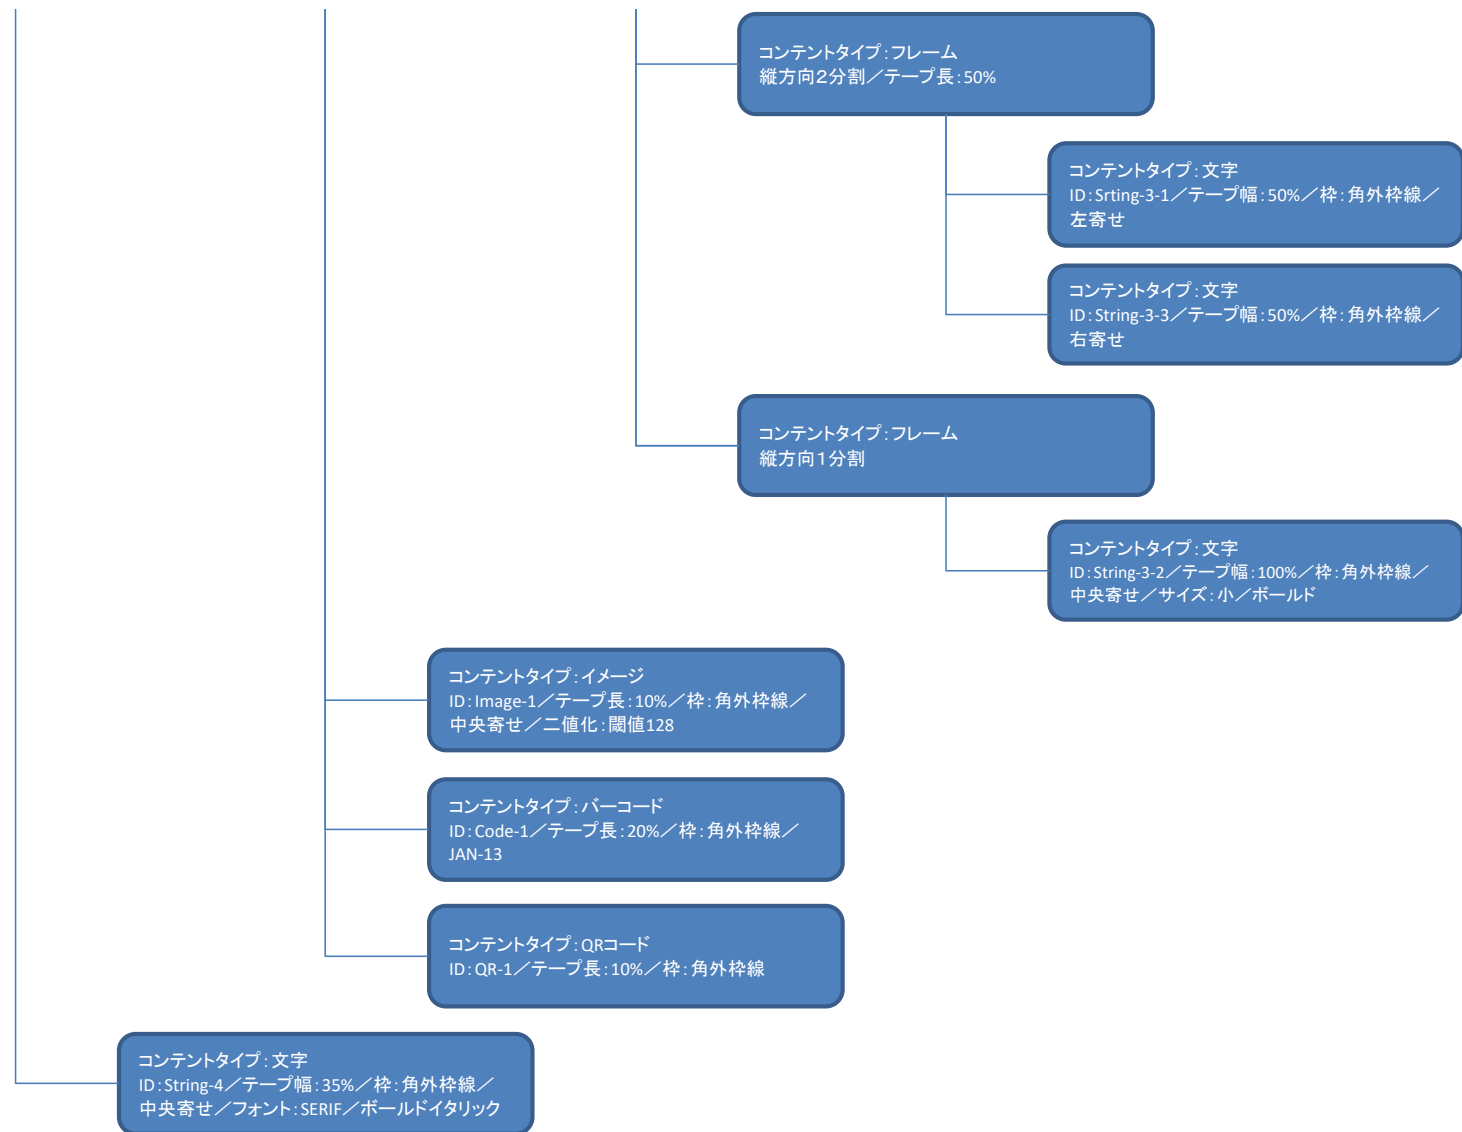 コンテントタイプ：フレーム
縦方向２分割／テープ長：50%
コンテントタイプ：文字
ID：Srting-3-1／テープ幅：50%／枠：角外枠線／
左寄せ
コンテントタイプ：文字
ID：String-3-3／テープ幅：50%／枠：角外枠線／
右寄せ
コンテントタイプ：フレーム
縦方向１分割
コンテントタイプ：文字
ID：String-3-2／テープ幅：100%／枠：角外枠線／
中央寄せ／サイズ：小／ボールド
コンテントタイプ：イメージ
ID：Image-1／テープ長：10%／枠：角外枠線／
中央寄せ／二値化：閾値128
コンテントタイプ：バーコード
ID：Code-1／テープ長：20%／枠：角外枠線／
JAN-13
コンテントタイプ：QRコード
ID：QR-1／テープ長：10%／枠：角外枠線
コンテントタイプ：文字
ID：String-4／テープ幅：35%／枠：角外枠線／
中央寄せ／フォント：SERIF／ボールドイタリック